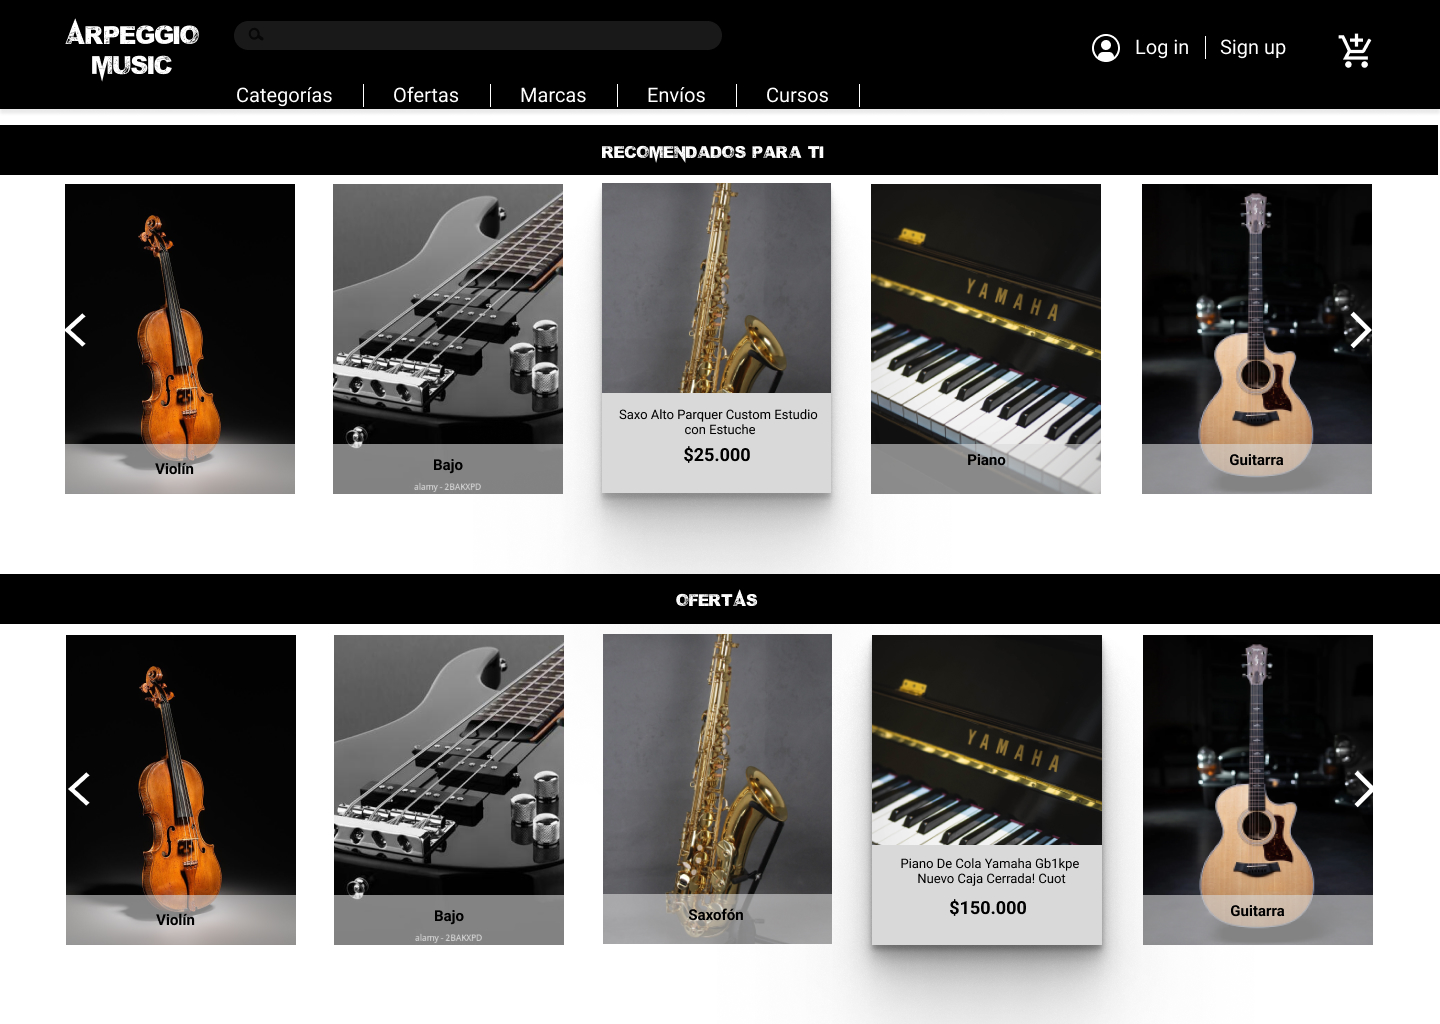 ARPEGGIO
MUSIC
Log in
Sign up
Categorías
Ofertas
Marcas
Envíos
Cursos
RECOMENDADOS PARA TI
YAMAHA
Saxo Alto Parquer Custom Estudio
con Estuche
$25.000
Violín
Bajo
alamy - 2BAKXPD
Piano
Guitarra
OFERTAS
YAMAHA
Violín
Bajo
alamy - 2BAKXPD
Saxofón
Piano De Cola Yamaha Gb1kpe
Nuevo Caja Cerrada! Cuot
$150.000
Guitarra